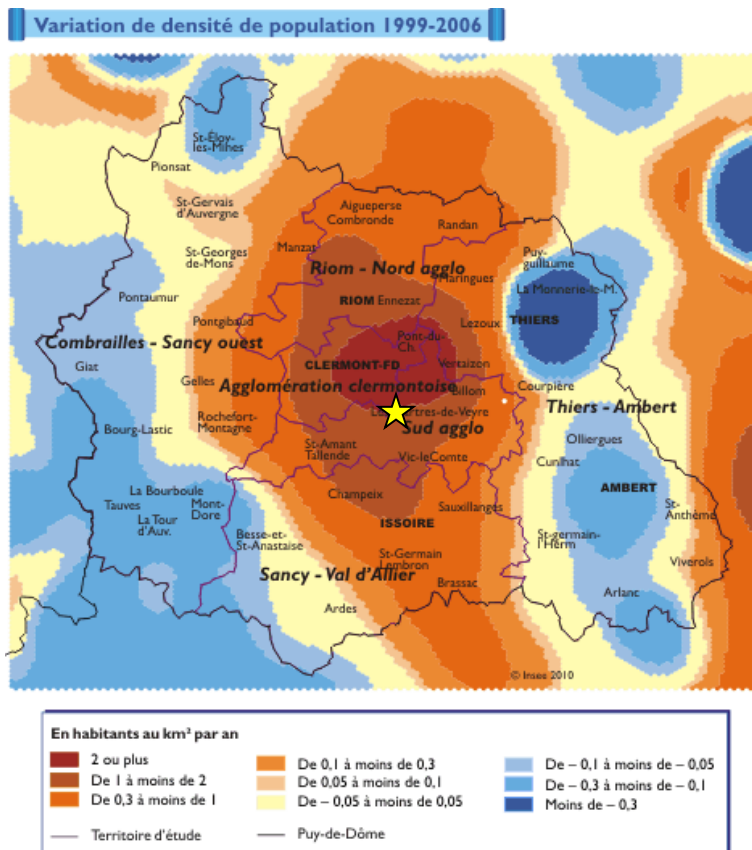 Variation de densité de population 1999-2006
St-Éloy-
les-Mihes
Pionsat
St-Gervais
d'Auvergne
Aigueperse
Combronde
Randan
St-Georges
de-Mons
Manzat
Puy-
guillaume
Riom - Nord agglo
Maringues
La Monnerie-le-M.
Pontaumur
RIOM Ennezat
Pontgibaud
Lezoux
THIERS
Combrailles - Sancy ouest
Pont-du-
Ch.
Giat
CLERMONT-FD
Vertaizon
Gelles
Agglomération clermontoise
Billom
Courpière
Thiers - Ambert
Rochefort-
Montagne
tres-de-Veyre
Bourg-Lastic
Sud agglo
St-Amant
Tallende
Vic-leComte
Olliergues
Cunlhat
La Bourboule
Tauves
Mont-
Dore
La Tour
d'Auv.
Champeix
Sauxillanges
AMBERT
St-
Anthème
ISSOIRE
Besse-et-
St-Anastaise
St-germain-
l'Herm
St-Germain
Lembron
Viverols
Sancy - Val d'Allier
Brassac
Ardes
Arlanc
© Insee 2010
En habitants au km² par an
2 ou plus
De 1 à moins de 2
De 0,3 à moins de 1
De 0,1 à moins de 0,3
De 0,05 à moins de 0,1
De – 0,05 à moins de 0,05
De – 0,1 à moins de – 0,05
De – 0,3 à moins de – 0,1
Moins de – 0,3
Territoire d'étude
Puy-de-Dôme